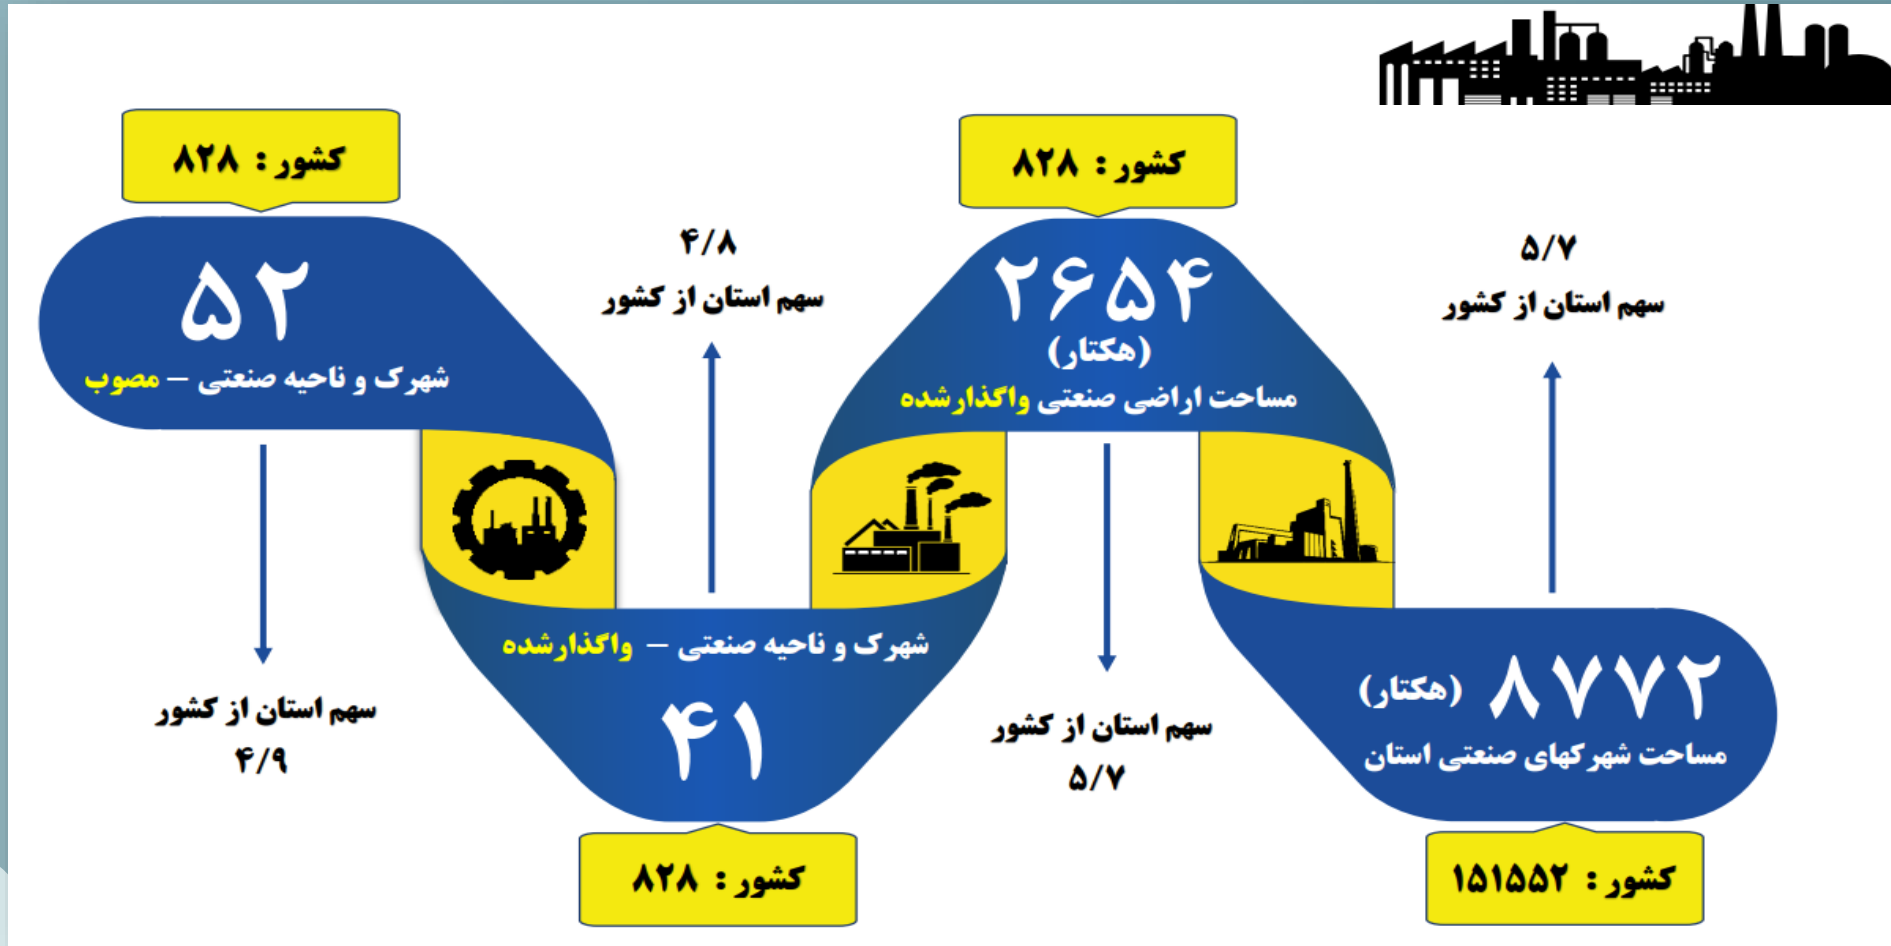 کشور : ۸۲۸
۵۲
شهرک و ناحیه صنعتی – مصوب
سهم استان از کشور
۴/۹
۴/۸
سهم استان از کشور
شهرک و ناحیه صنعتی – واگذارشده
۴۱
کشور : ۸۲۸
کشور : ۸۲۸
۲۶۵۴
(هکتار)
مساحت اراضی صنعتی واگذارشده
سهم استان از کشور
۵/۷
۵/۷
سهم استان از کشور
۸۷۷۲ (هکتار)
مساحت شهرکهای صنعتی استان
کشور : ۱۵۱۵۵۲